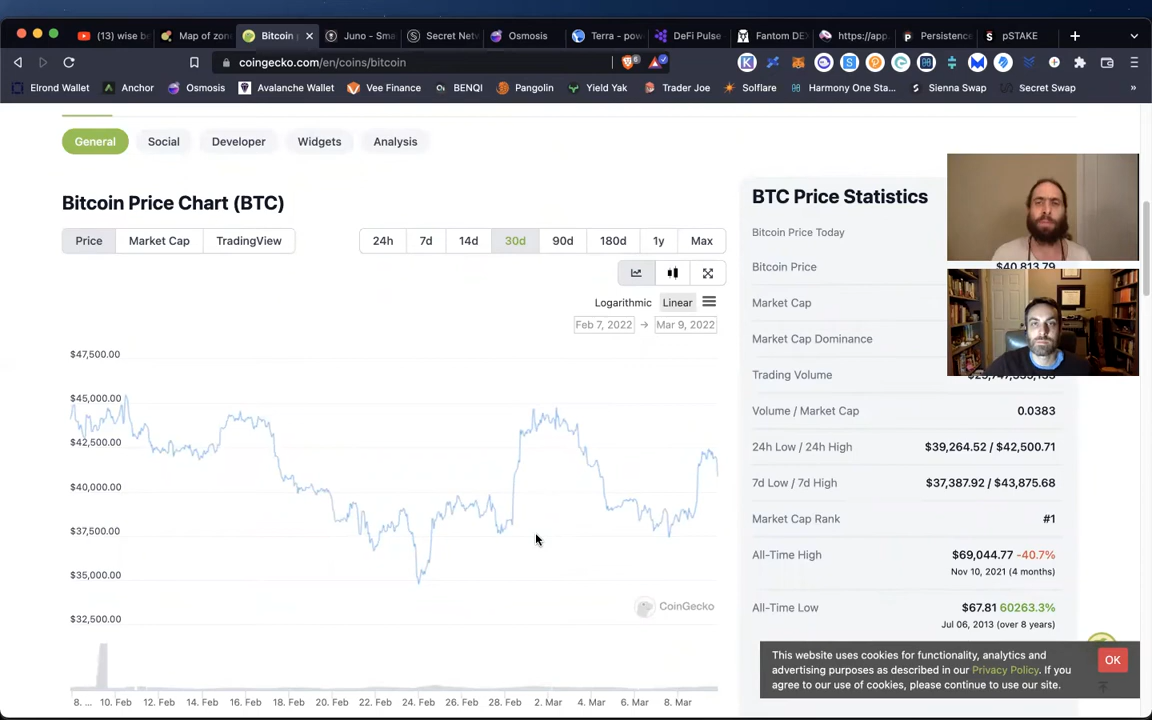 (13) wise b
Map of zon
Bitcoin
Juno - Sma
Secret Net
Osmosis
Terra - pow
DeFi Pulse
Fantom DEX
https://app.
Persistence
pSTAKE
coingecko.com/en/coins/bitcoin
Elrond Wallet
Anchor
Osmosis
Avalanche Wallet
Vee Finance
BENQI
Pangolin
Yield Yak
Trader Joe
Solflare
Harmony One Sta...
Sienna Swap
Secret Swap
General
Social
Developer
Widgets
Analysis
Bitcoin Price Chart (BTC)
Price
Market Cap
TradingView
24h
7d
14d
30d
90d
180d
1y
Max
Logarithmic
Linear
Feb 7, 2022 → Mar 9, 2022
$47,500.00
$45,000.00
$42,500.00
$40,000.00
$37,500.00
$35,000.00
$32,500.00
CoinGecko
8. ...
10. Feb
12. Feb
14. Feb
16. Feb
18. Feb
20. Feb
22. Feb
24. Feb
26. Feb
28. Feb
2. Mar
4. Mar
6. Mar
8. Mar
BTC Price Statistics
Bitcoin Price Today
Bitcoin Price $40,813.79
Market Cap
Market Cap Dominance
Trading Volume
Volume / Market Cap 0.0383
24h Low / 24h High $39,264.52 / $42,500.71
7d Low / 7d High $37,387.92 / $43,875.68
Market Cap Rank #1
All-Time High $69,044.77 -40.7%
Nov 10, 2021 (4 months)
All-Time Low $67.81 60263.3%
Jul 06, 2013 (over 8 years)
This website uses cookies for functionality, analytics and
advertising purposes as described in our Privacy Policy. If you
agree to our use of cookies, please continue to use our site.
OK